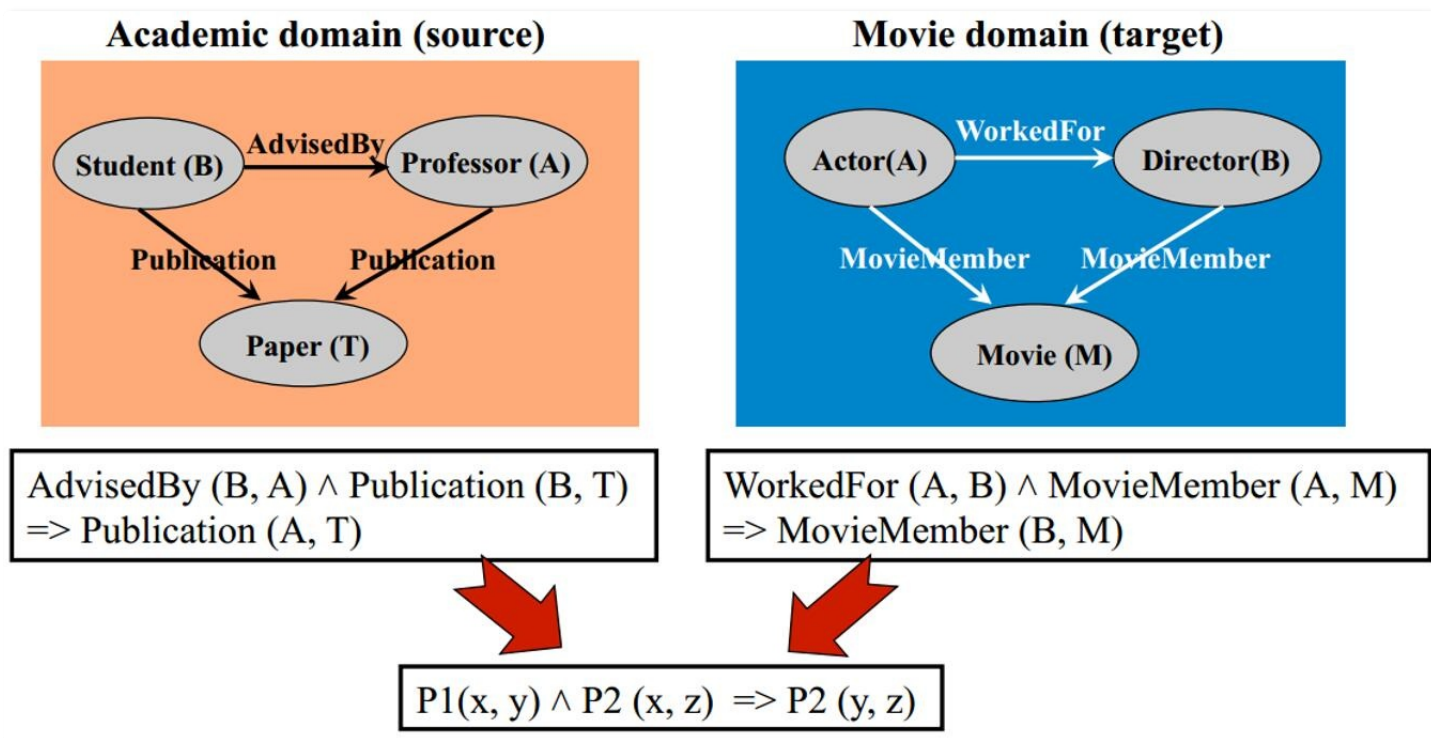 Academic domain (source)
Movie domain (target)
AdvisedBy
Student (B)
Professor (A)
Publication
Publication
Paper (T)
WorkedFor
Actor(A)
Director(B)
MovieMember
MovieMember
Movie (M)
AdvisedBy (B, A) ˄ Publication (B, T)
=> Publication (A, T)
WorkedFor (A, B) ˄ MovieMember (A, M)
=> MovieMember (B, M)
P1(x, y) ˄ P2 (x, z) => P2 (y, z)